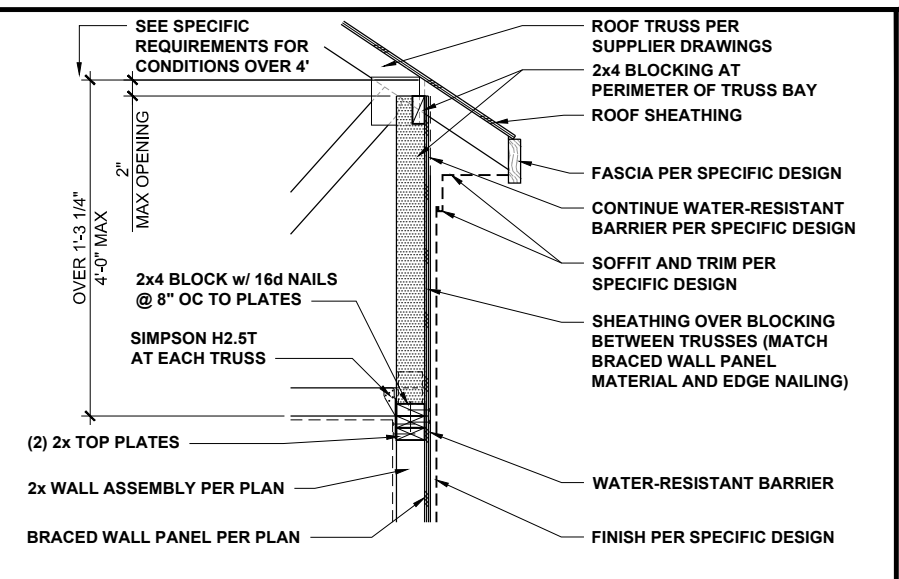 SEE SPECIFIC
REQUIREMENTS FOR
CONDITIONS OVER 4'
OVER 1'-3 1/4"
4'-0" MAX
2"
MAX OPENING
2x4 BLOCK w/ 16d NAILS
@ 8" OC TO PLATES
SIMPSON H2.5T
AT EACH TRUSS
(2) 2x TOP PLATES
2x WALL ASSEMBLY PER PLAN
BRACED WALL PANEL PER PLAN
ROOF TRUSS PER
SUPPLIER DRAWINGS
2x4 BLOCKING AT
PERIMETER OF TRUSS BAY
ROOF SHEATHING
FASCIA PER SPECIFIC DESIGN
CONTINUE WATER-RESISTANT
BARRIER PER SPECIFIC DESIGN
SOFFIT AND TRIM PER
SPECIFIC DESIGN
SHEATHING OVER BLOCKING
BETWEEN TRUSSES (MATCH
BRACED WALL PANEL
MATERIAL AND EDGE NAILING)
WATER-RESISTANT BARRIER
FINISH PER SPECIFIC DESIGN